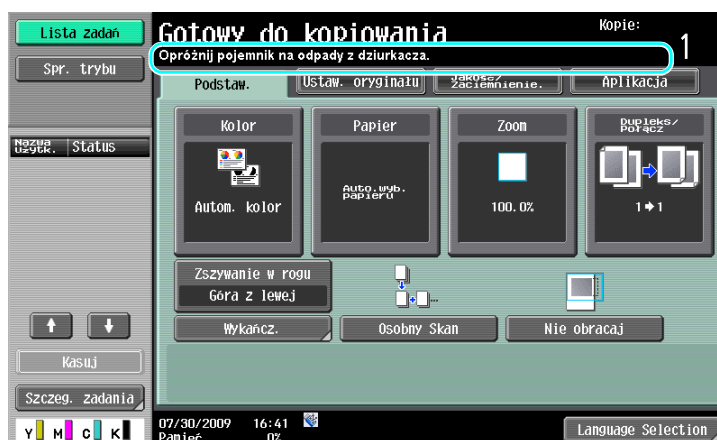 Lista zadań
Spr. trybu
Gotowy do kopiowania
Kopie:
1
Opróżnij pojemnik na odpady z dziurkacza.
Podstaw.
Ustaw. oryginału
Jakość/
zaciemnienie.
Aplikacja
Nazwa
użytk.
Status
Kolor
Autom. kolor
Papier
Auto.wyb.
papieru
Zoom
100.0%
Dupleks/
Połącz
1→1
Zszywanie w rogu
Góra z lewej
Wykańcz.
Osobny Skan
Nie obracaj
Kasuj
Szczeg. zadania
Y M C K
07/30/2009 16:41
Pamięć 0%
Language Selection